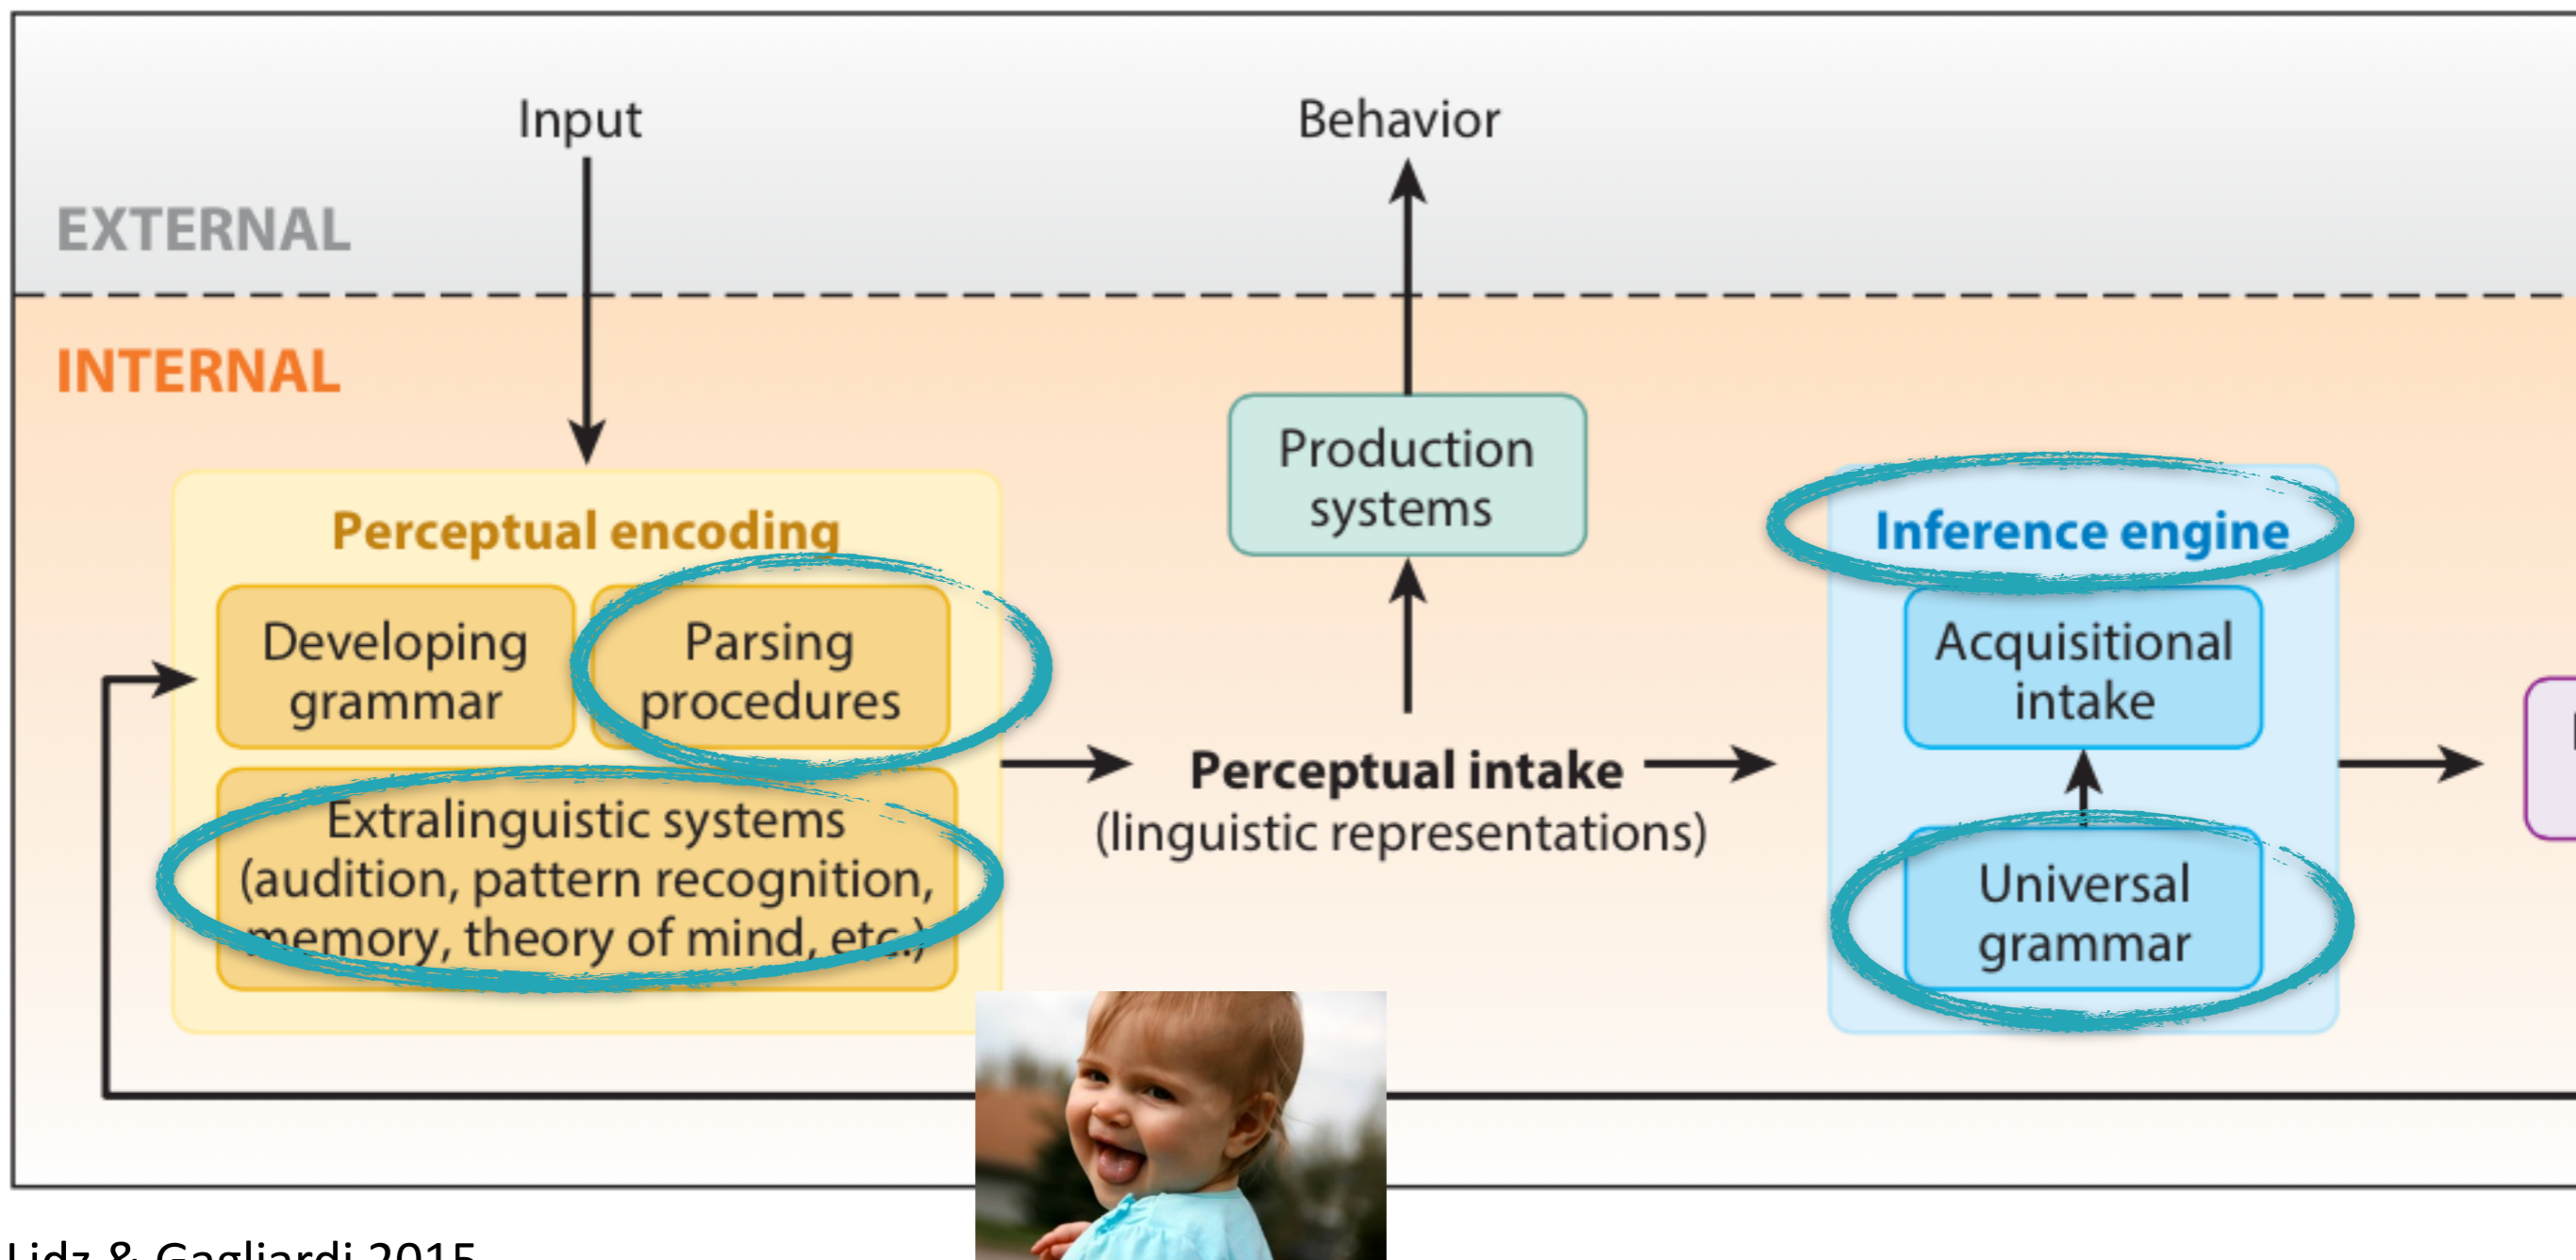 Input
Behavior
EXTERNAL
INTERNAL
Production
systems
Perceptual encoding
Inference engine
Developing
grammar
Parsing
procedures
Acquisitional
intake
Perceptual intake
(linguistic representations)
Extralinguistic systems
(audition, pattern recognition,
memory, theory of mind, etc.)
Universal
grammar
Lidz & Gagliardi 2015